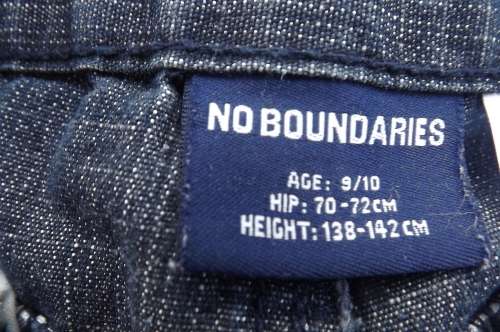 NO BOUNDARIES
AGE: 9/10
HIP: 70-72CM
HEIGHT: 138-142CM